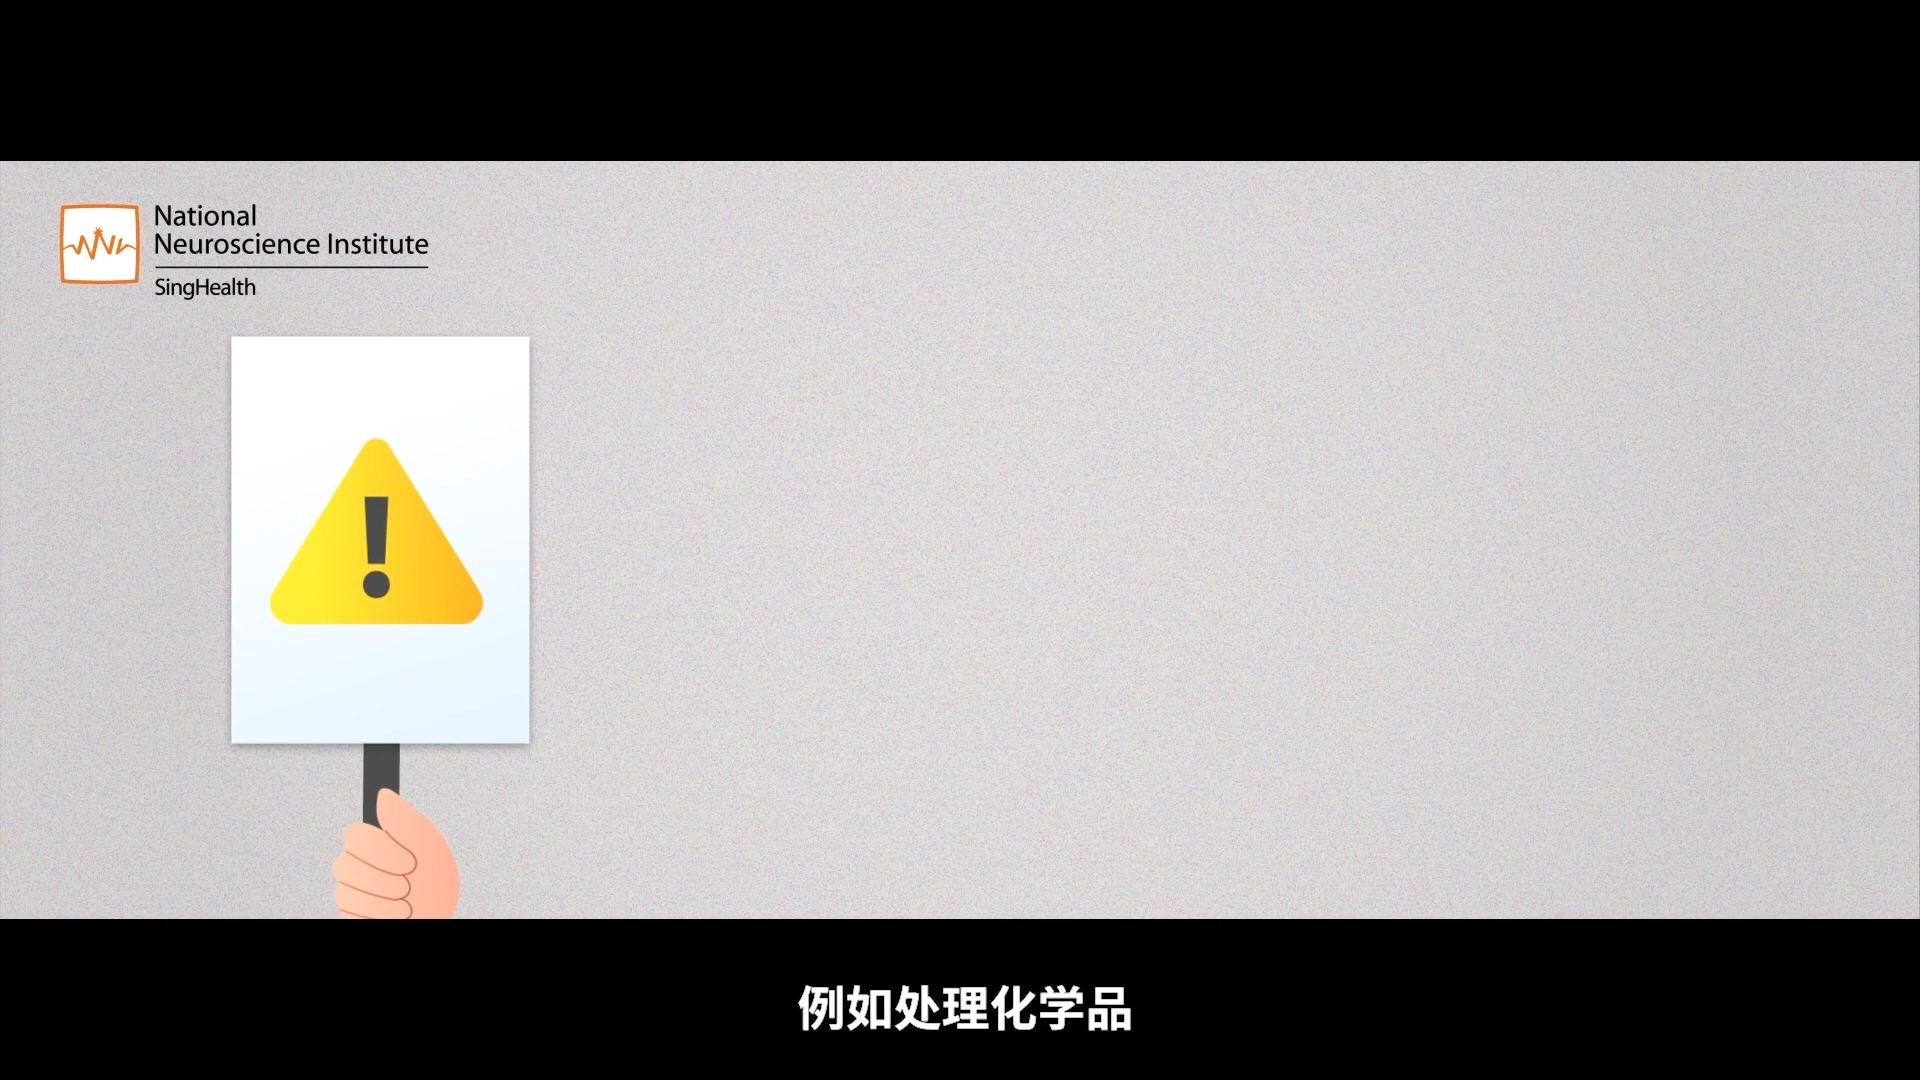 National
Neuroscience Institute
SingHealth
!
例如处理化学品